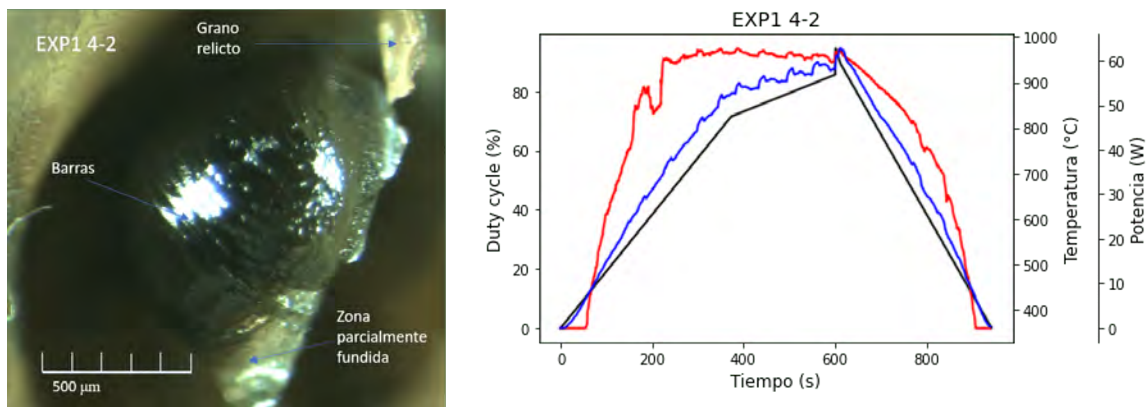 EXP1 4-2
Grano
relicto
Barras
Zona
parcialmente
fundida
500 µm
EXP1 4-2
Duty cycle (%)
80
60
40
20
0
0
200
400
600
800
Tiempo (s)
1000
900
800
700
600
500
400
Temperatura (°C)
60
50
40
30
20
10
0
Potencia (W)